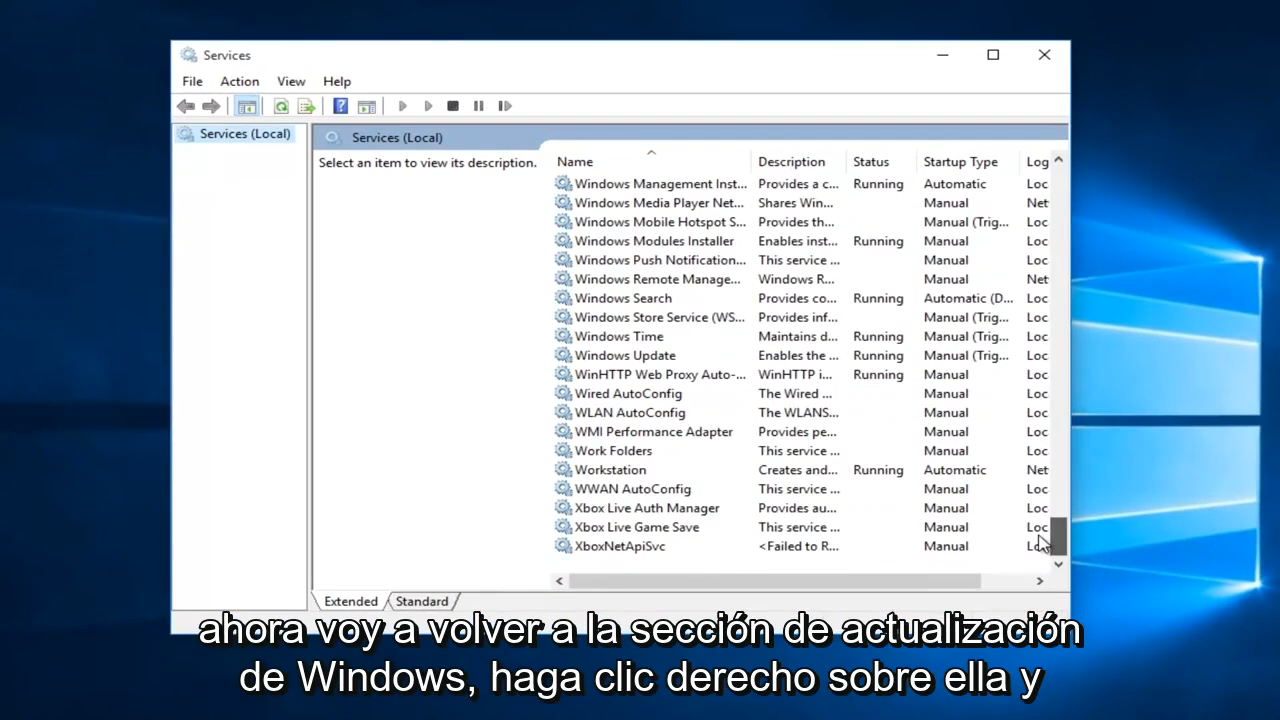 Services
File Action View Help
Services (Local)
Services (Local)
Select an item to view its description.
Name Description Status Startup Type Log
Windows Management Inst... Provides a c... Running Automatic Loc
Windows Media Player Net... Shares Win... Manual Net
Windows Mobile Hotspot S... Provides th... Manual (Trig... Loc
Windows Modules Installer Enables inst... Running Manual Loc
Windows Push Notification... This service ... Manual Loc
Windows Remote Manage... Windows R... Manual Net
Windows Search Provides co... Running Automatic (D... Loc
Windows Store Service (WS... Provides inf... Manual (Trig... Loc
Windows Time Maintains d... Running Manual (Trig... Loc
Windows Update Enables the ... Running Manual (Trig... Loc
WinHTTP Web Proxy Auto-... WinHTTP i... Running Manual Loc
Wired AutoConfig The Wired ... Manual Loc
WLAN AutoConfig The WLANS... Manual Loc
WMI Performance Adapter Provides pe... Manual Loc
Work Folders This service ... Manual Loc
Workstation Creates and... Running Automatic Net
WWAN AutoConfig This service ... Manual Loc
Xbox Live Auth Manager Provides au... Manual Loc
Xbox Live Game Save This service ... Manual Loc
XboxNetApiSvc <Failed to R... Manual Loc
Extended Standard
ahora voy a volver a la sección de actualización
de Windows, haga clic derecho sobre ella y